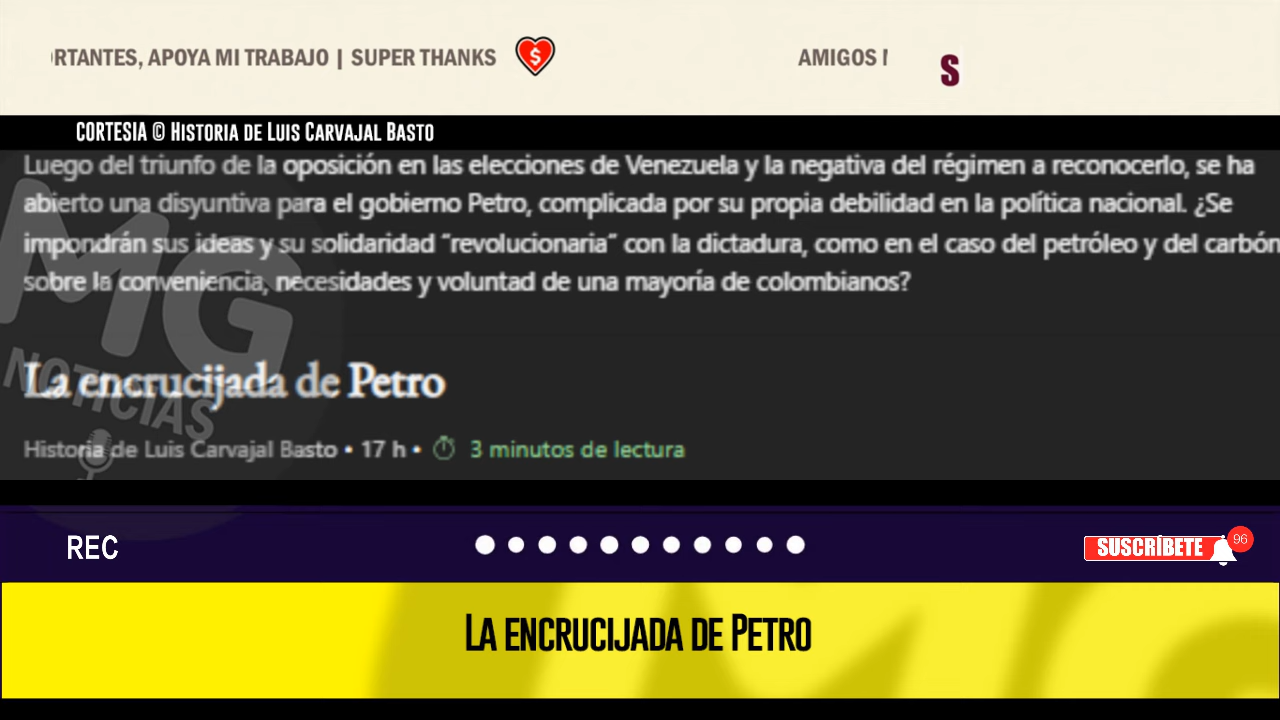 RTANTES, APOYA MI TRABAJO | SUPER THANKS
$
AMIGOS
S
CORTESIA © HISTORIA DE LUIS CARVAJAL BASTO
Luego del triunfo de la oposición en las elecciones de Venezuela y la negativa del régimen a reconocerlo, se ha
abierto una disyuntiva para el gobierno Petro, complicada por su propia debilidad en la política nacional. ¿Se
impondrán sus ideas y su solidaridad “revolucionaria” con la dictadura, como en el caso del petróleo y del carbón
sobre la conveniencia, necesidades y voluntad de una mayoría de colombianos?
MG
NOTICIAS
La encrucijada de Petro
Historia de Luis Carvajal Basto • 17 h • 3 minutos de lectura
REC
SUSCRÍBETE
96
LA ENCRUCIJADA DE PETRO